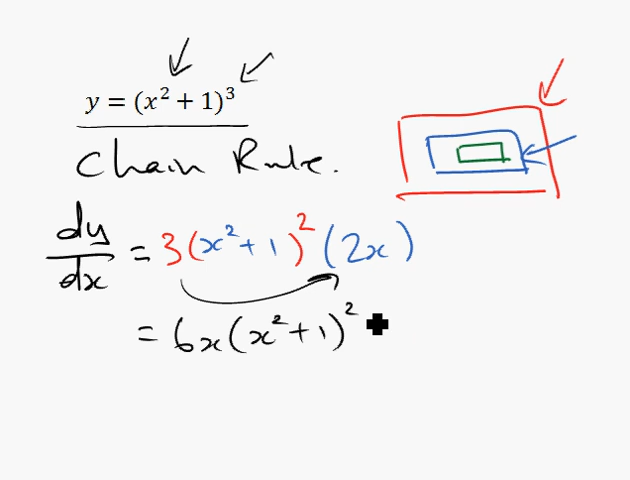 y = (x² + 1)³
Chain Rule.
dy/dx = 3(x²+1)²(2x)
= 6x(x²+1)²